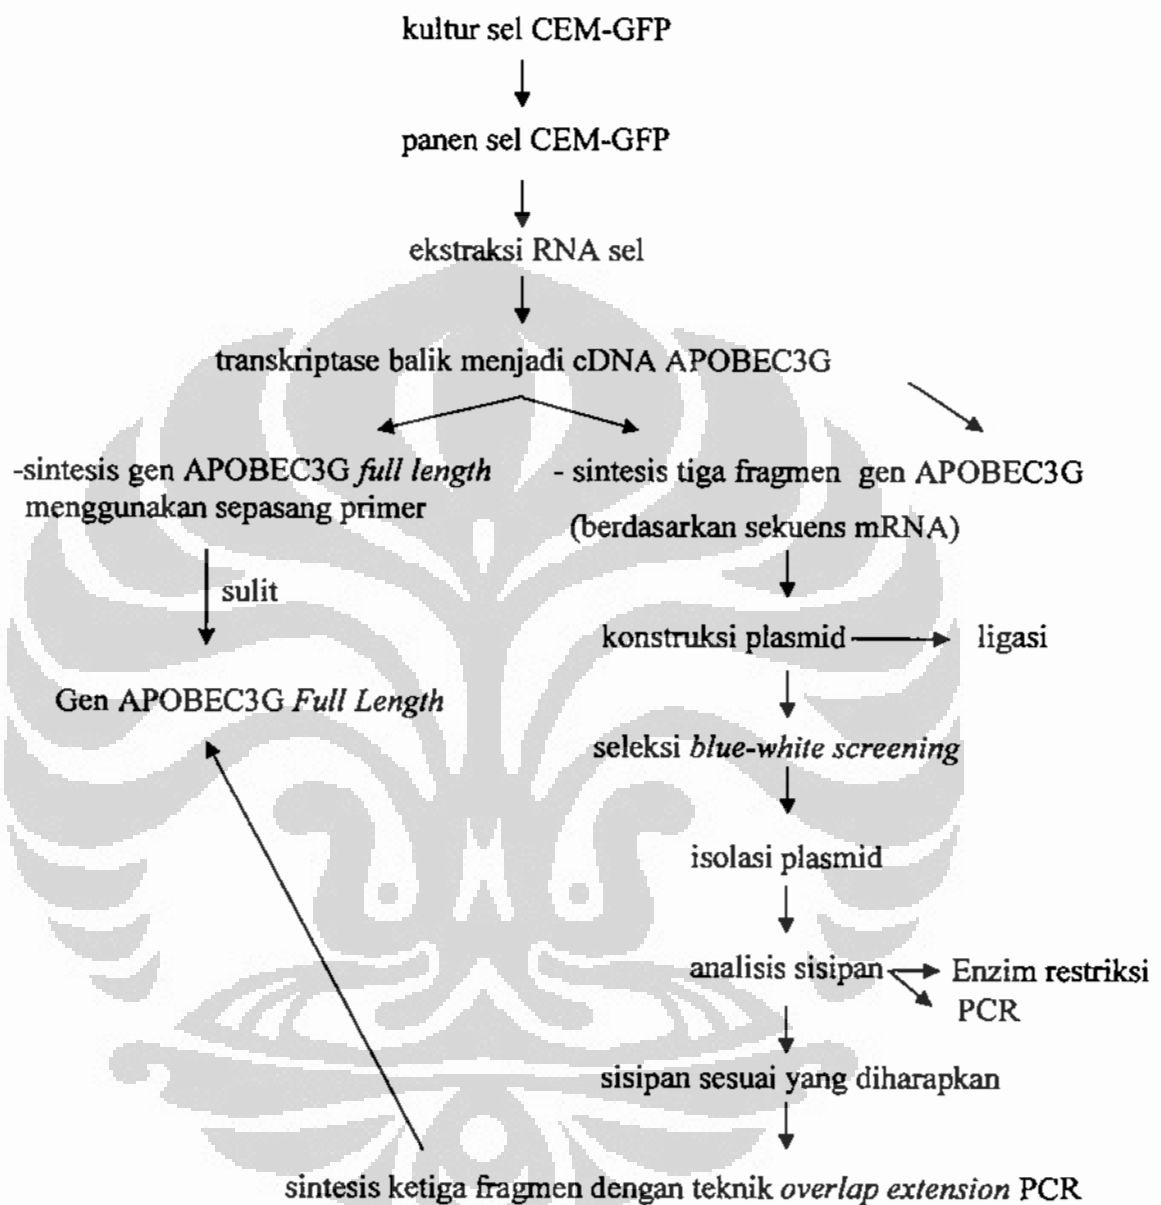 kultur sel CEM-GFP
panen sel CEM-GFP
ekstraksi RNA sel
transkriptase balik menjadi cDNA APOBEC3G
-sintesis gen APOBEC3G full length
menggunakan sepasang primer
- sintesis tiga fragmen gen APOBEC3G
(berdasarkan sekuens mRNA)
sulit
konstruksi plasmid
ligasi
Gen APOBEC3G Full Length
seleksi blue-white screening
isolasi plasmid
analisis sisipan
Enzim restriksi
PCR
sisipan sesuai yang diharapkan
sintesis ketiga fragmen dengan teknik overlap extension PCR